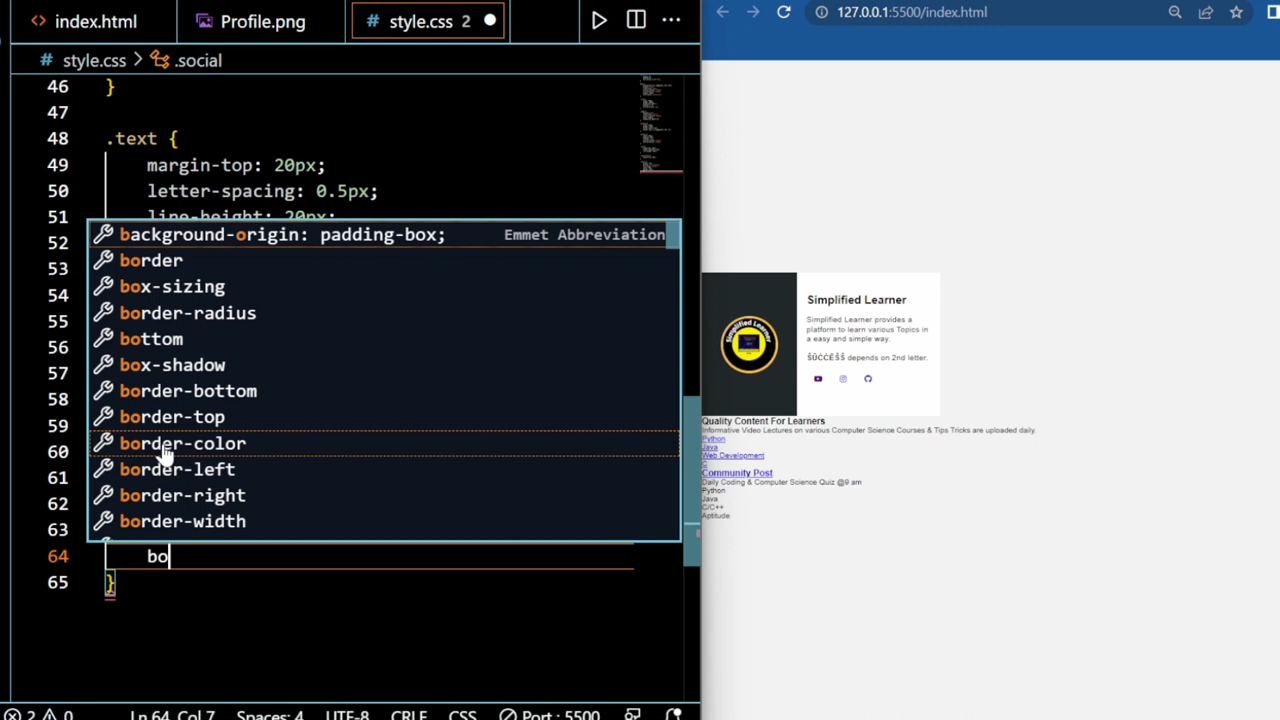 index.html
Profile.png
# style.css 2
127.0.0.1:5500/index.html
# style.css > .social
46 }
47
48 .text {
49 margin-top: 20px;
50 letter-spacing: 0.5px;
51 line-height: 20px;
52
53
54
55
56
57
58
59
60
61
62
63
background-origin: padding-box; Emmet Abbreviation
border
box-sizing
border-radius
bottom
box-shadow
border-bottom
border-top
border-color
border-left
border-right
border-width
64 bo
65 }
2 0 Ln 64, Col 7 Spaces: 4 UTF-8 CRLF CSS Port : 5500
Simplified Learner
Simplified Learner
Simplified Learner provides a
platform to learn various Topics in
a easy and simple way.
ŠŬĊĊĖŠŠ depends on 2nd letter.
Quality Content For Learners
Informative Video Lectures on various Computer Science Courses & Tips Tricks are uploaded daily.
Python
Java
Web Development
C
Community Post
Daily Coding & Computer Science Quiz @9 am
Python
Java
C/C++
Aptitude